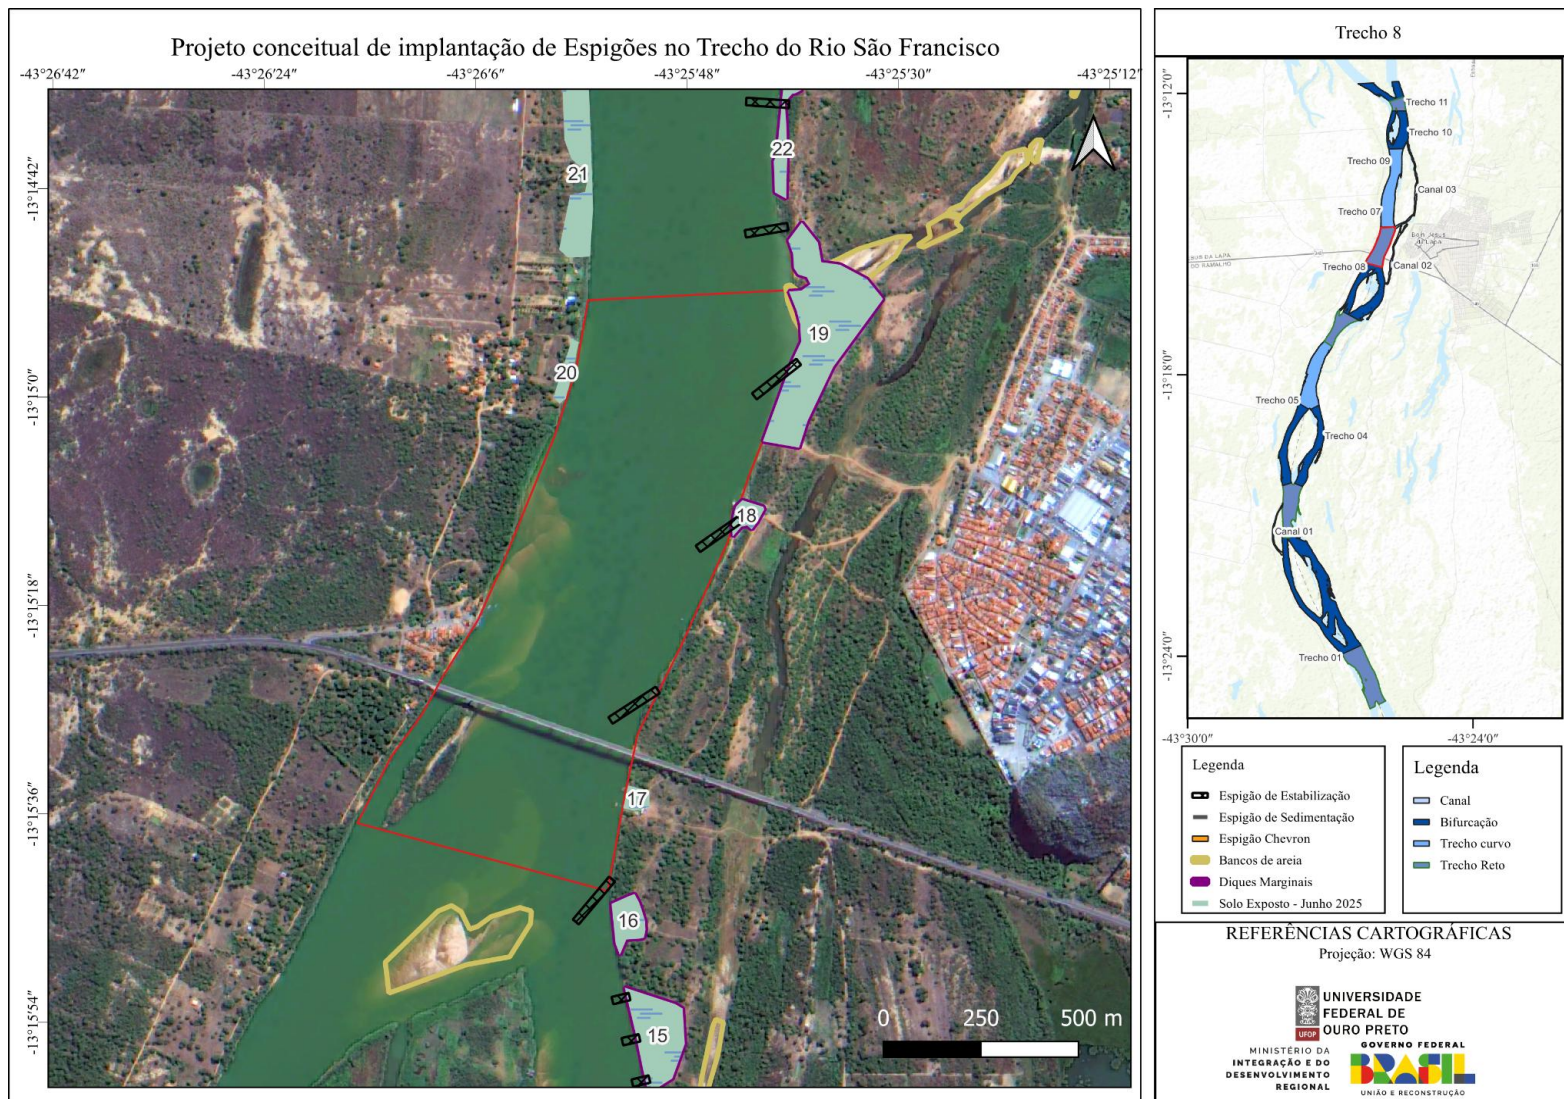 Projeto conceitual de implantação de Espigões no Trecho do Rio São Francisco
-43°26′42″
-43°26′24″
-43°26′6″
-43°25′48″
-43°25′30″
-43°25′12″
-13°14′42″
-13°15′0″
-13°15′18″
-13°15′36″
-13°15′54″
21
22
19
20
18
17
16
15
0 250 500 m
Trecho 8
-13°12′0″
-13°18′0″
-13°24′0″
-43°30′0″
-43°24′0″
Trecho 11
Trecho 10
Trecho 09
Canal 03
Trecho 07
Bom Jesus
da Lapa
Trecho 08
Canal 02
Trecho 05
Trecho 04
Canal 01
Trecho 01
Legenda
Espigão de Estabilização
Espigão de Sedimentação
Espigão Chevron
Bancos de areia
Diques Marginais
Solo Exposto - Junho 2025
Legenda
Canal
Bifurcação
Trecho curvo
Trecho Reto
REFERÊNCIAS CARTOGRÁFICAS
Projeção: WGS 84
UFOP
UNIVERSIDADE
FEDERAL DE
OURO PRETO
MINISTÉRIO DA
INTEGRAÇÃO E DO
DESENVOLVIMENTO
REGIONAL
GOVERNO FEDERAL
BRASIL
UNIÃO E RECONSTRUÇÃO